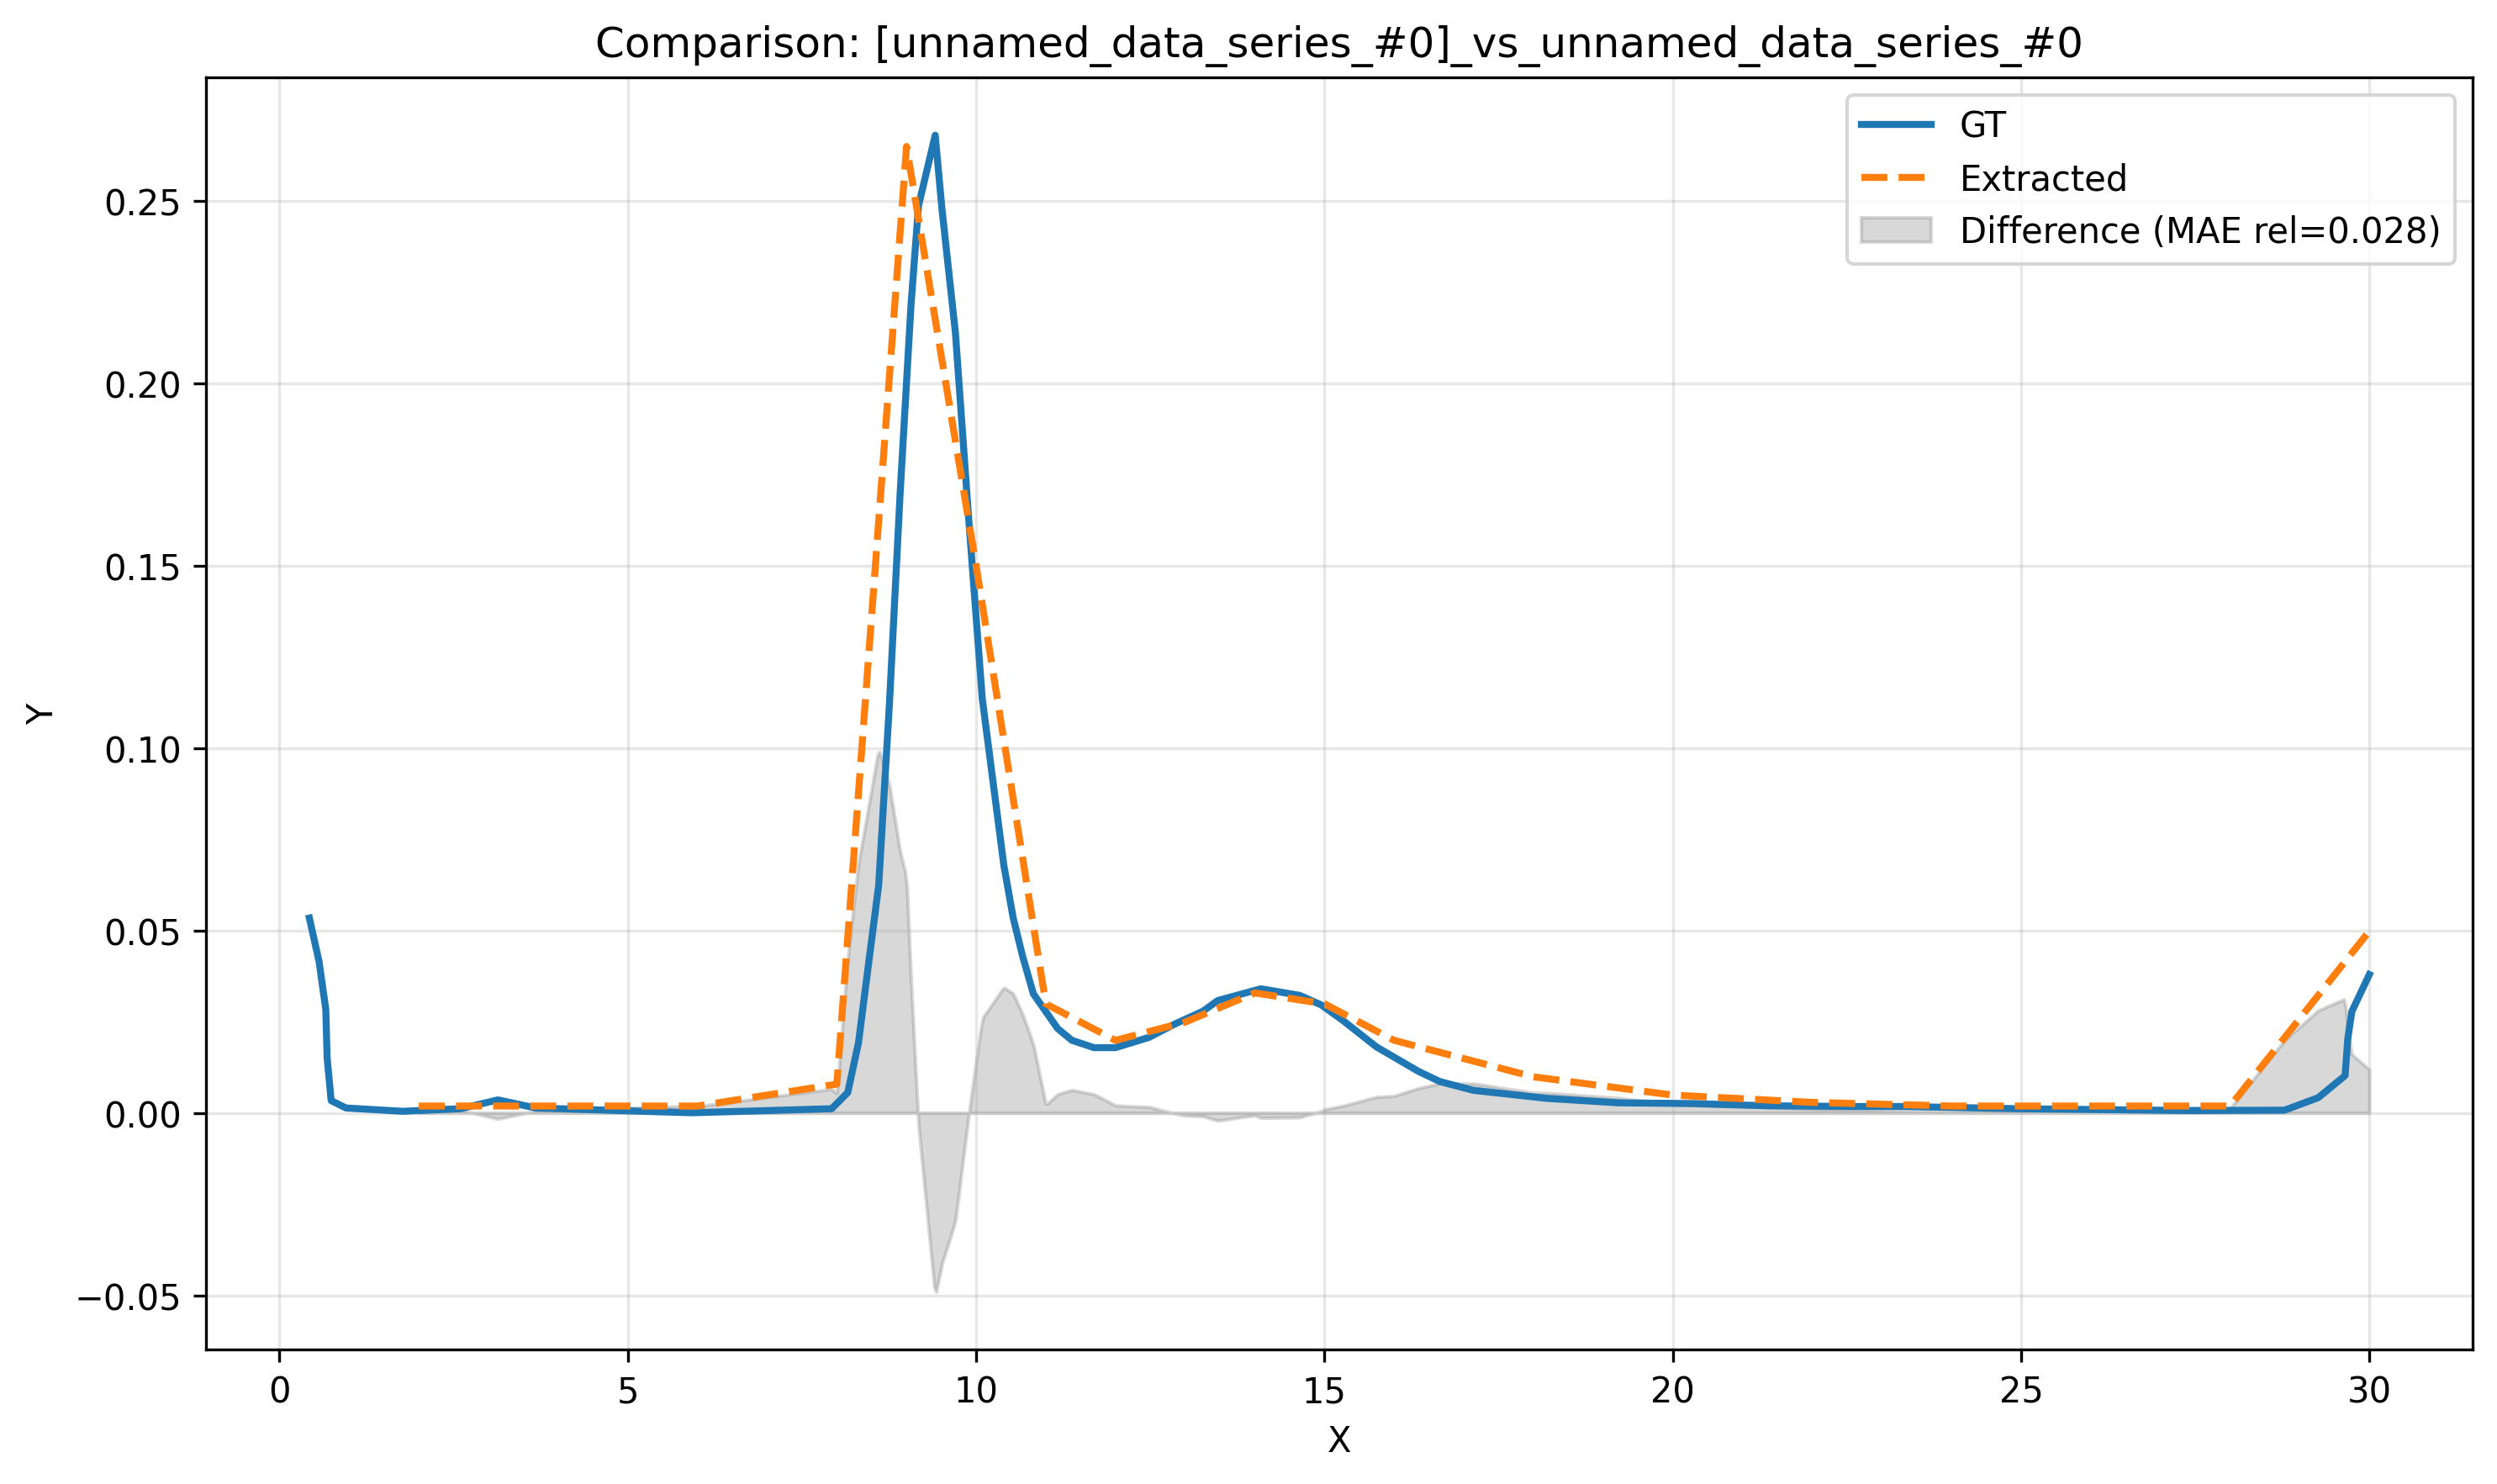 Comparison: [unnamed_data_series_#0]_vs_unnamed_data_series_#0
GT
Extracted
Difference (MAE rel=0.028)
0.25
0.20
0.15
0.10
0.05
0.00
−0.05
Y
0 5 10 15 20 25 30
X